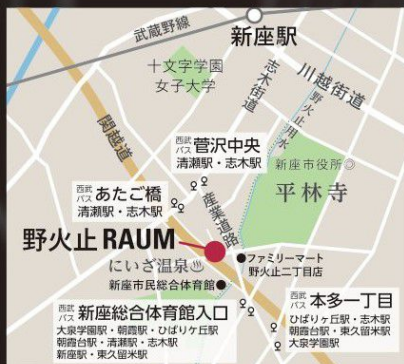 武蔵野線
新座駅
十文字学園
女子大学
志木街道
川越街道
野火止用水
関越道
西武バス 菅沢中央
清瀬駅・志木駅
新座市役所◎
平林寺
西武バス あたご橋
清瀬駅・志木駅
産業道路
野火止 RAUM
にいざ温泉♨
●ファミリーマート
野火止二丁目店
新座市民総合体育館●
西武バス 新座総合体育館入口
大泉学園駅・朝霞駅・ひばりヶ丘駅
朝霞台駅・清瀬駅・志木駅
新座駅・東久留米駅
西武バス 本多一丁目
ひばりヶ丘駅・志木駅
朝霞台駅・東久留米駅
大泉学園駅